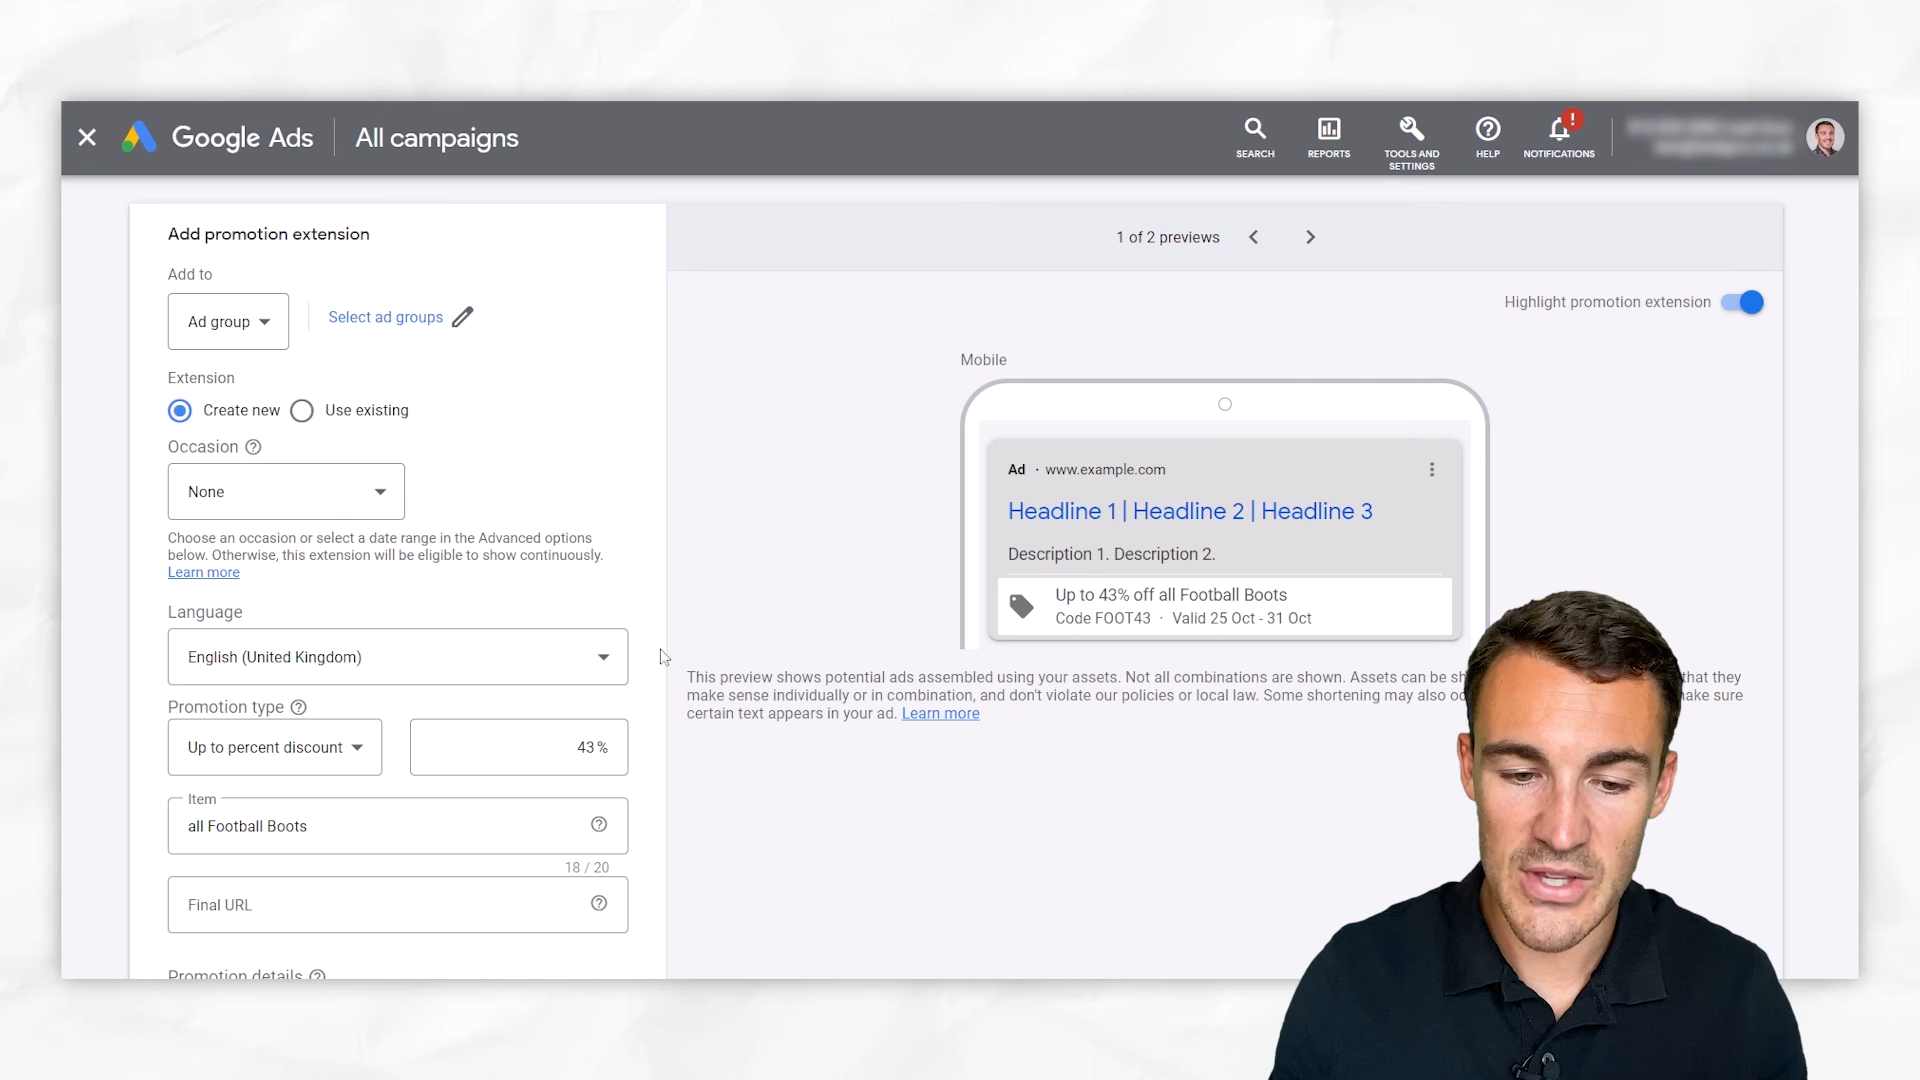 Google Ads
All campaigns
SEARCH
REPORTS
TOOLS AND
SETTINGS
HELP
!
NOTIFICATIONS
Add promotion extension
Add to
Ad group
Select ad groups
Extension
Create new
Use existing
Occasion
None
Choose an occasion or select a date range in the Advanced options
below. Otherwise, this extension will be eligible to show continuously.
Learn more
Language
English (United Kingdom)
Promotion type
Up to percent discount
43%
Item
all Football Boots
18 / 20
Final URL
Promotion details
1 of 2 previews
Highlight promotion extension
Mobile
Ad · www.example.com
Headline 1 | Headline 2 | Headline 3
Description 1. Description 2.
Up to 43% off all Football Boots
Code FOOT43 · Valid 25 Oct - 31 Oct
This preview shows potential ads assembled using your assets. Not all combinations are shown. Assets can be that they
make sense individually or in combination, and don't violate our policies or local law. Some shortening may also make sure
certain text appears in your ad. Learn more